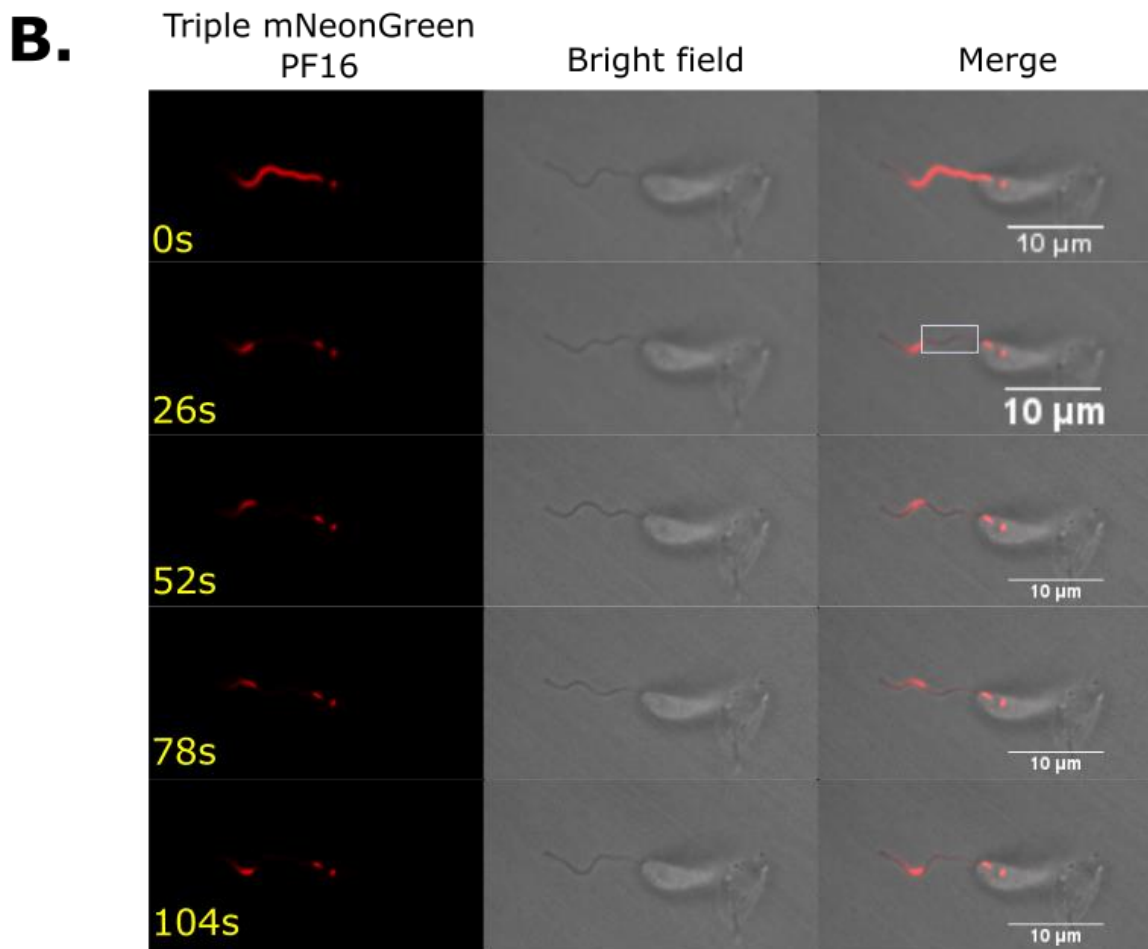 B.
Triple mNeonGreen
PF16
Bright field
Merge
0s
10 µm
26s
10 µm
52s
10 µm
78s
10 µm
104s
10 µm